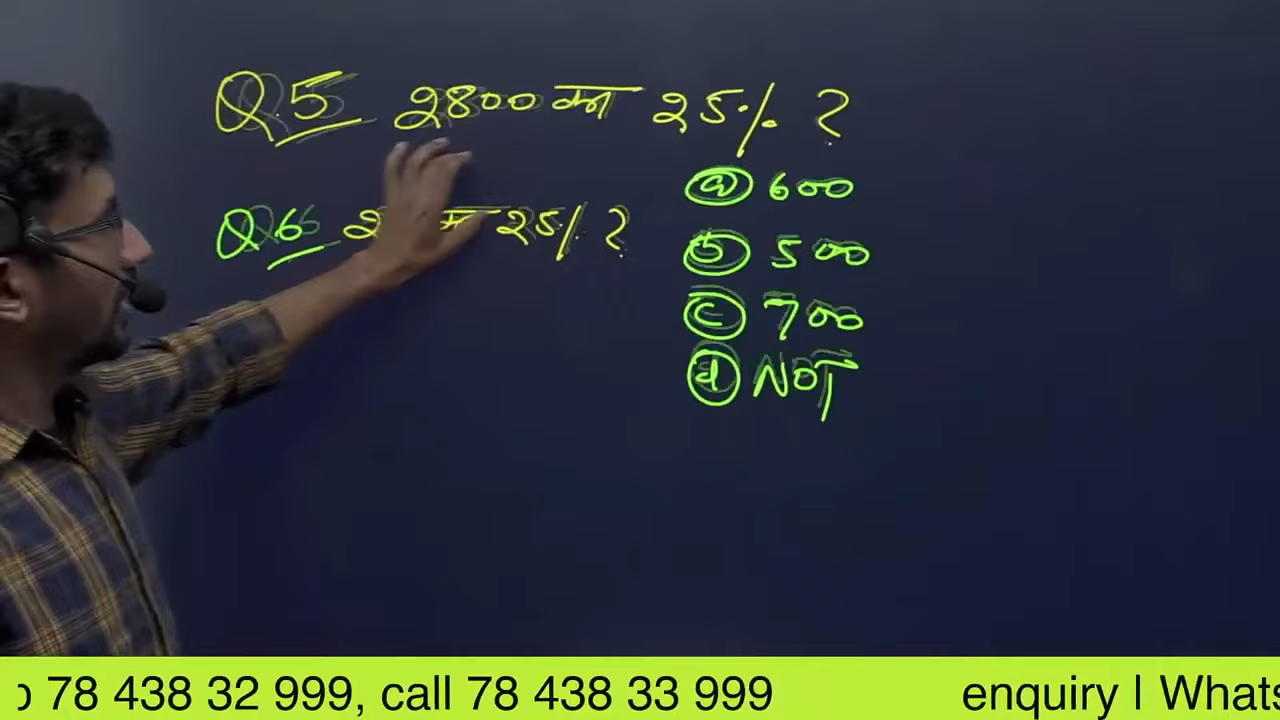 Q5 2800 का 25% ?
@ 600
Q6 का 25% ?
b 500
c 700
d NOT
78 438 32 999, call 78 438 33 999 enquiry I